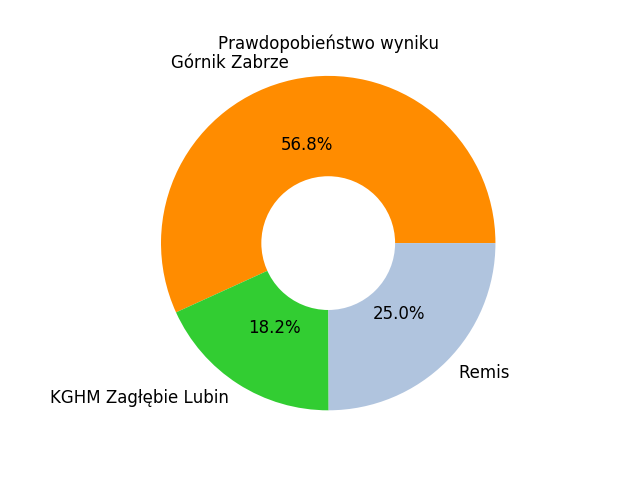 Prawdopobieństwo wyniku
Górnik Zabrze
56.8%
18.2%
25.0%
Remis
KGHM Zagłębie Lubin